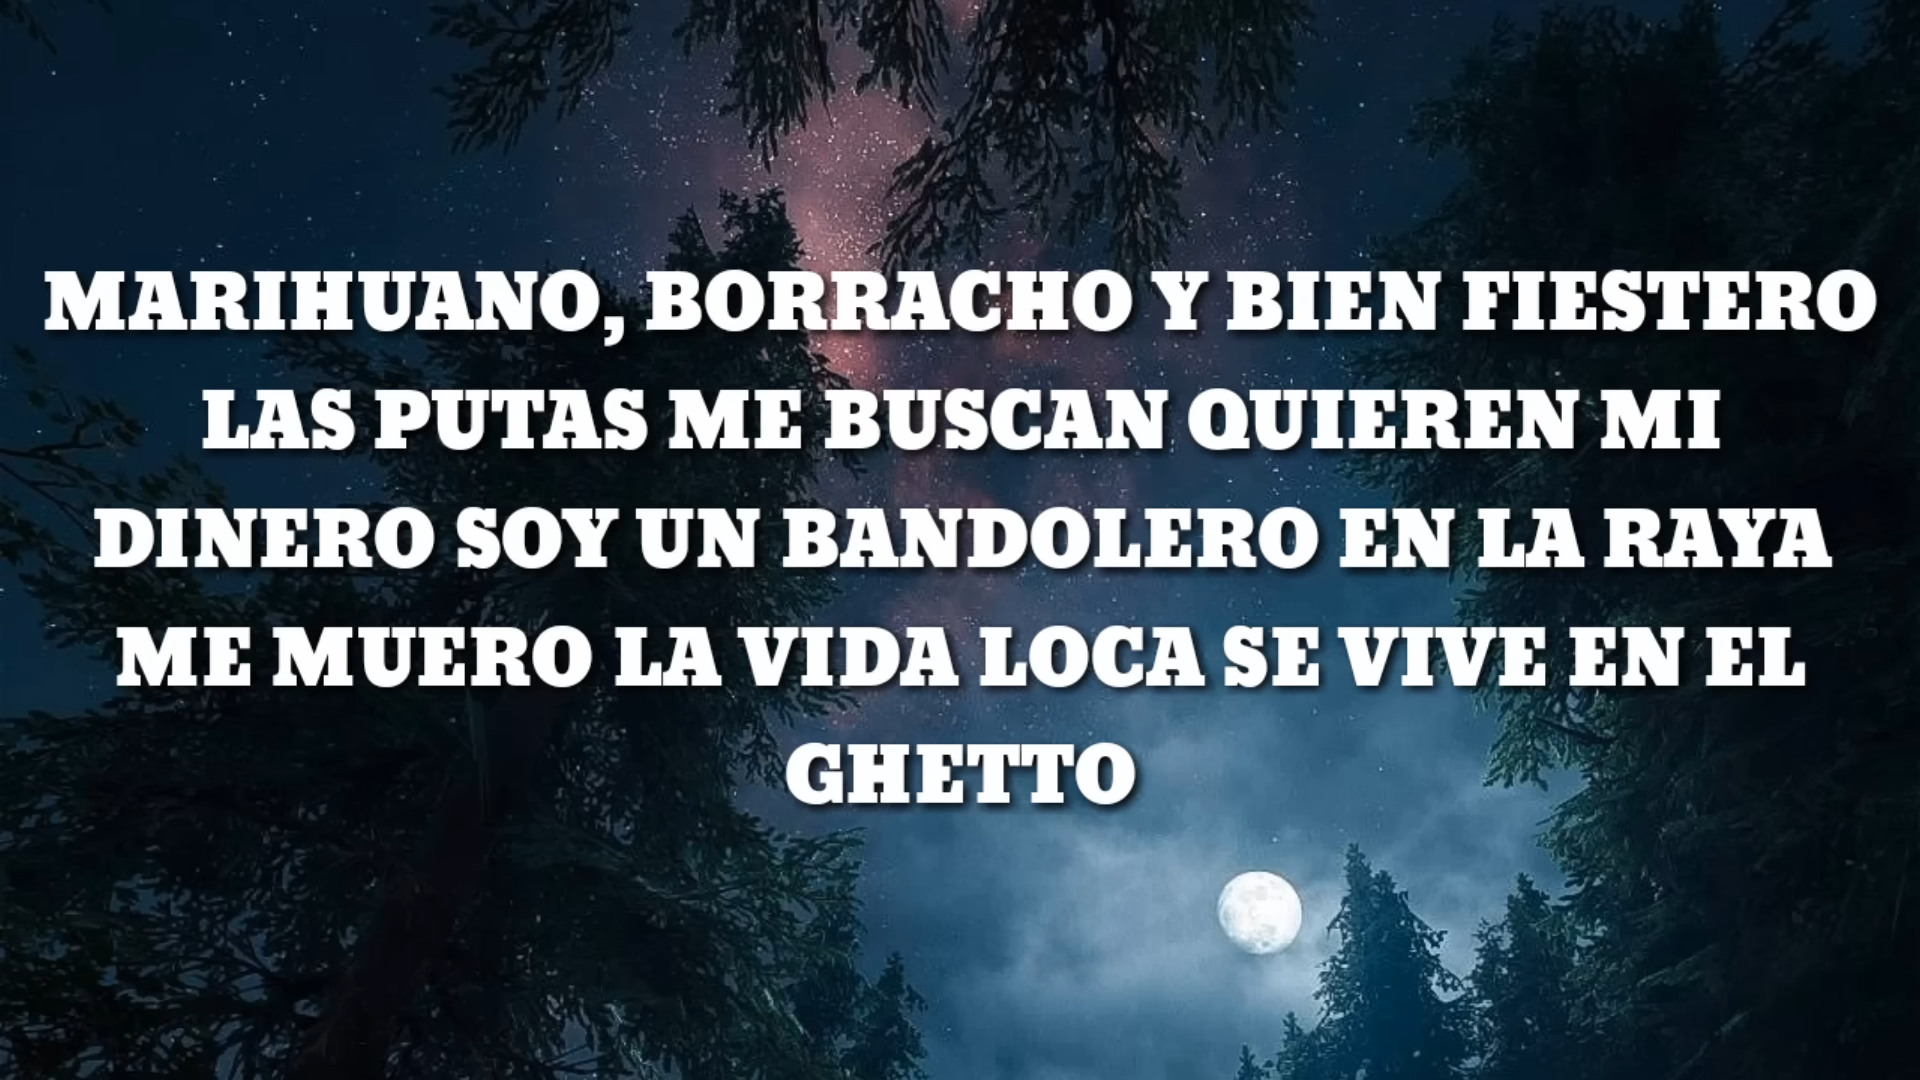 MARIHUANO, BORRACHO Y BIEN FIESTERO
LAS PUTAS ME BUSCAN QUIEREN MI
DINERO SOY UN BANDOLERO EN LA RAYA
ME MUERO LA VIDA LOCA SE VIVE EN EL
GHETTO